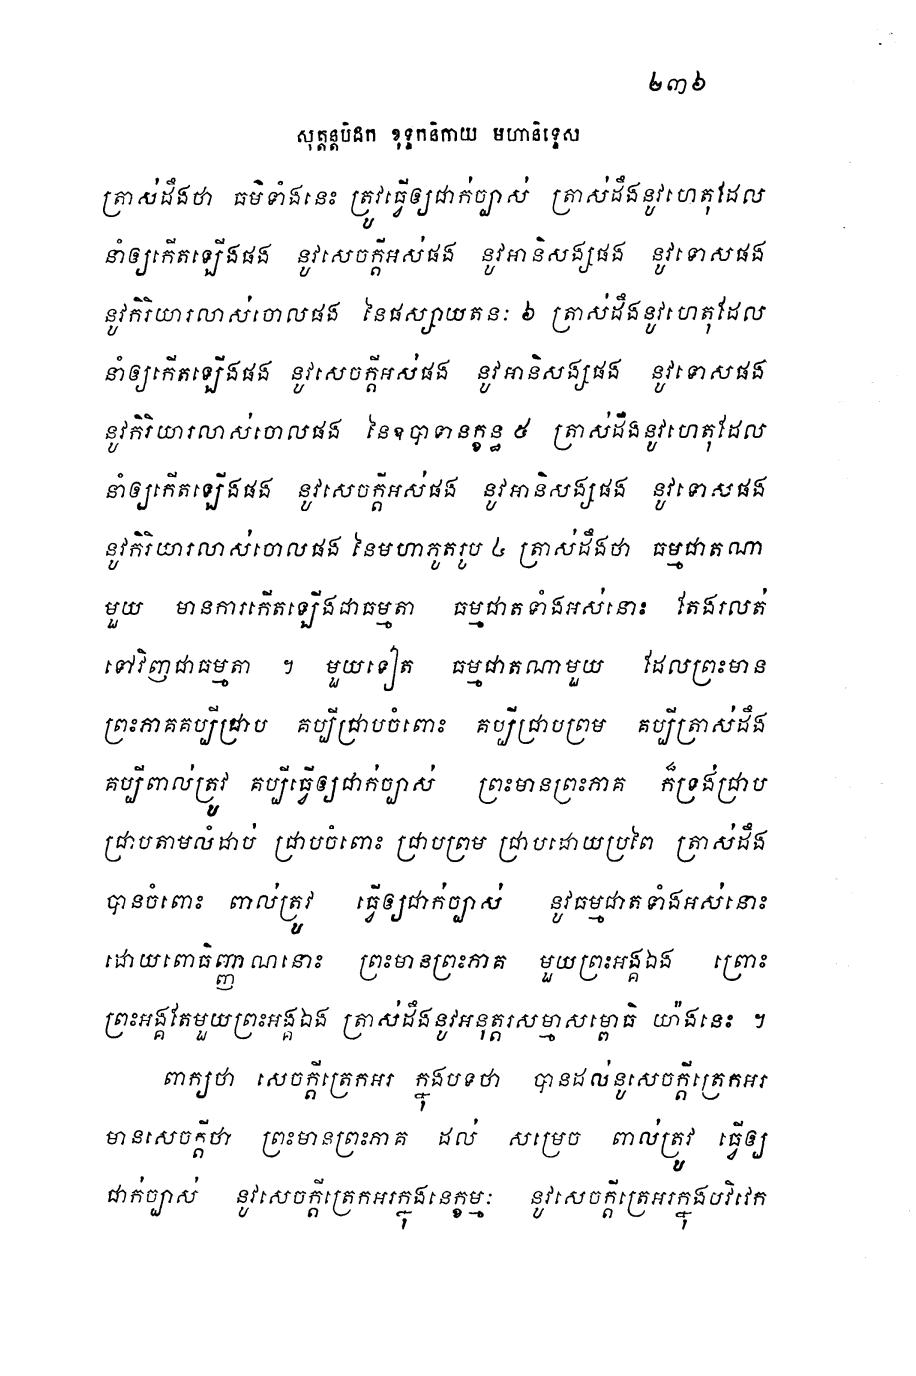 ២៣៦
សុត្តន្តបិដក ខុទ្ទកនិកាយ មហានិទ្ទេស
ត្រាស់ដឹងថា ធម៌ទាំងនេះ ត្រូវធ្វើឲ្យជាក់ច្បាស់ ត្រាស់ដឹងនូវហេតុដែល
នាំឲ្យកើតឡើងផង នូវសេចក្តីអស់ផង នូវអានិសង្សផង នូវទោសផង
នូវកិរិយារលាស់ចោលផង នៃផស្សាយតនៈ ៦ ត្រាស់ដឹងនូវហេតុដែល
នាំឲ្យកើតឡើងផង នូវសេចក្តីអស់ផង នូវអានិសង្សផង នូវទោសផង
នូវកិរិយារលាស់ចោលផង នៃឧបាទានក្ខន្ធ ៥ ត្រាស់ដឹងនូវហេតុដែល
នាំឲ្យកើតឡើងផង នូវសេចក្តីអស់ផង នូវអានិសង្សផង នូវទោសផង
នូវកិរិយារលាស់ចោលផង នៃមហាភូតរូប ៤ ត្រាស់ដឹងថា ធម្មជាតណា
មួយ មានការកើតឡើងជាធម្មតា ធម្មជាតទាំងអស់នោះ តែងរលត់
ទៅវិញជាធម្មតា ។ មួយទៀត ធម្មជាតណាមួយ ដែលព្រះមាន
ព្រះភាគគប្បីជ្រាប គប្បីជ្រាបចំពោះ គប្បីជ្រាបព្រម គប្បីត្រាស់ដឹង
គប្បីពាល់ត្រូវ គប្បីធ្វើឲ្យជាក់ច្បាស់ ព្រះមានព្រះភាគ ក៏ទ្រង់ជ្រាប
ជ្រាបតាមលំដាប់ ជ្រាបចំពោះ ជ្រាបព្រម ជ្រាបដោយប្រពៃ ត្រាស់ដឹង
បានចំពោះ ពាល់ត្រូវ ធ្វើឲ្យជាក់ច្បាស់ នូវធម្មជាតទាំងអស់នោះ
ដោយពោធិញ្ញាណនោះ ព្រះមានព្រះភាគ មួយព្រះអង្គឯង ព្រោះ
ព្រះអង្គតែមួយព្រះអង្គឯង ត្រាស់ដឹងនូវអនុត្តរសម្មាសម្ពោធិ យ៉ាងនេះ ។
ពាក្យថា សេចក្តីត្រេកអរ ក្នុងបទថា បានដល់នូសេចក្តីត្រេកអរ
មានសេចក្តីថា ព្រះមានព្រះភាគ ដល់ សម្រេច ពាល់ត្រូវ ធ្វើឲ្យ
ជាក់ច្បាស់ នូវសេចក្តីត្រេកអរក្នុងនេក្ខម្មៈ នូវសេចក្តីត្រេអរក្នុងបវិវេក